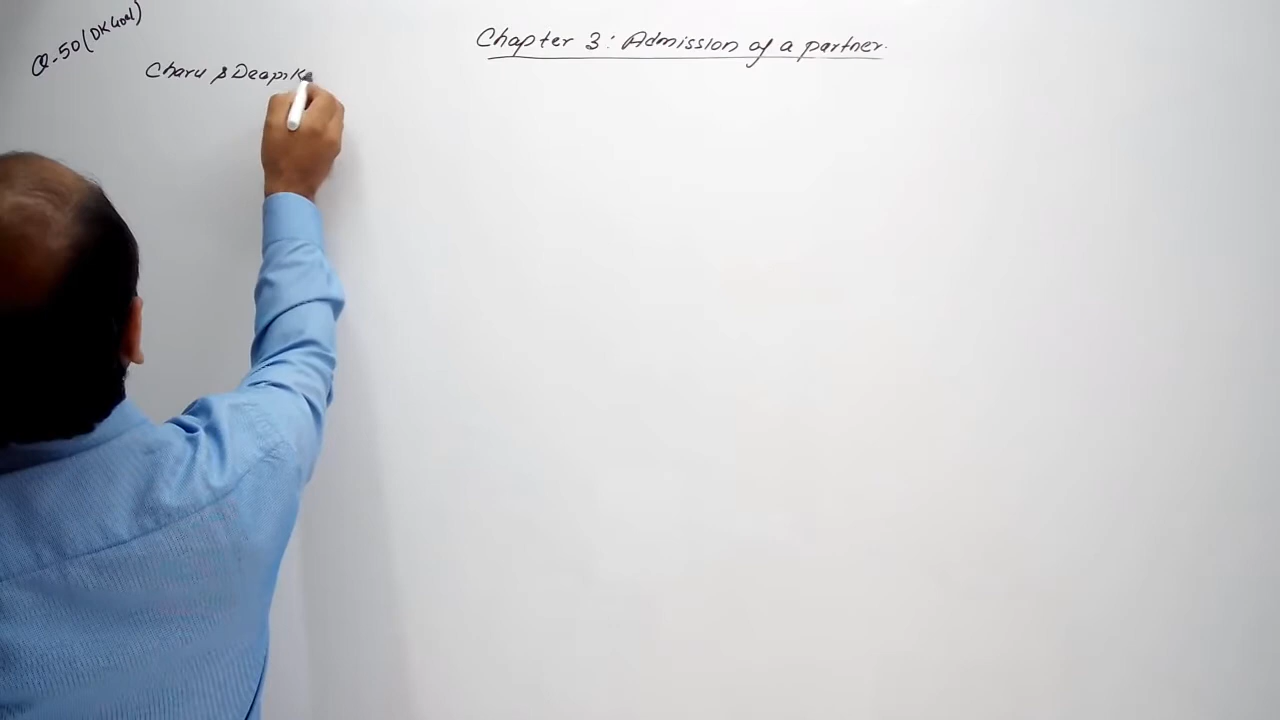 Chapter 3: Admission of a partner.
Q.50 (DK Goel)
Charu & Deepika